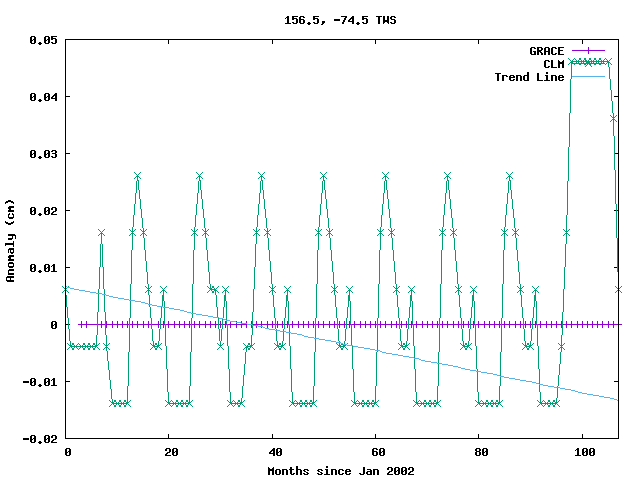 156.5, -74.5 TWS
GRACE
CLM
Trend Line
0.05
0.04
0.03
0.02
0.01
0
-0.01
-0.02
Anomaly (cm)
0 20 40 60 80 100
Months since Jan 2002